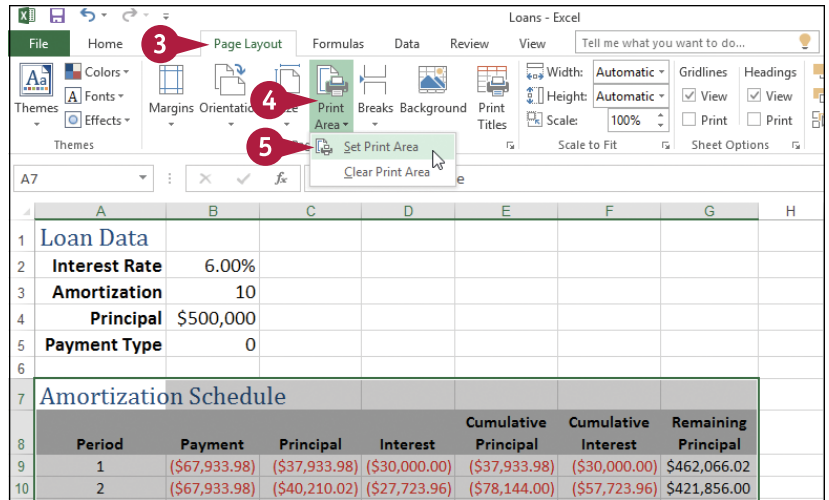 Loans - Excel
File Home 3 Page Layout Formulas Data Review View Tell me what you want to do...
Colors Width: Automatic Gridlines Headings
Aa A Fonts Height: Automatic View View
Themes Effects Margins 4 Print Area Breaks Background Print Titles Scale: 100% Print Print
Themes 5 Set Print Area Scale to Fit Sheet Options
Clear Print Area
A7 fx e
A B C D E F G H
1 Loan Data
2 Interest Rate 6.00%
3 Amortization 10
4 Principal $500,000
5 Payment Type 0
6
7 Amortization Schedule
8 Period Payment Principal Interest Cumulative Principal Cumulative Interest Remaining Principal
9 1 ($67,933.98) ($37,933.98) ($30,000.00) ($37,933.98) ($30,000.00) $462,066.02
10 2 ($67,933.98) ($40,210.02) ($27,723.96) ($78,144.00) ($57,723.96) $421,856.00